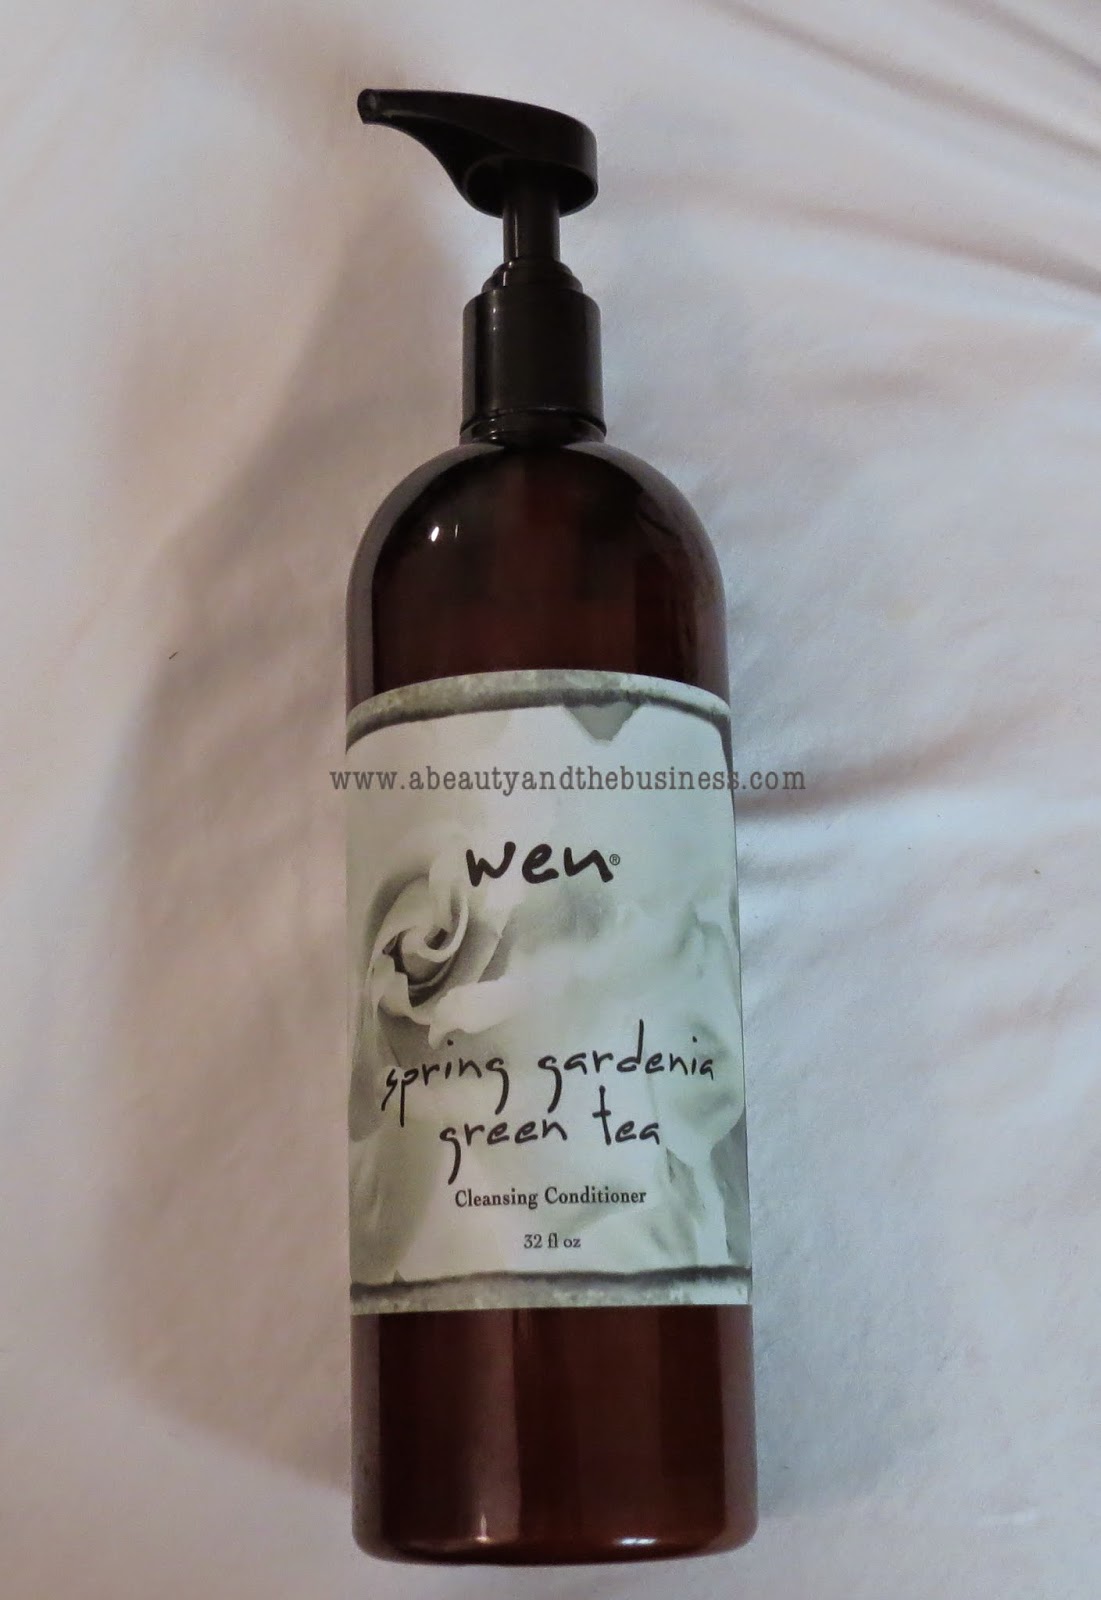 www.abeautyandthebusiness.com
wen®
spring gardenia
green tea
Cleansing Conditioner
32 fl oz